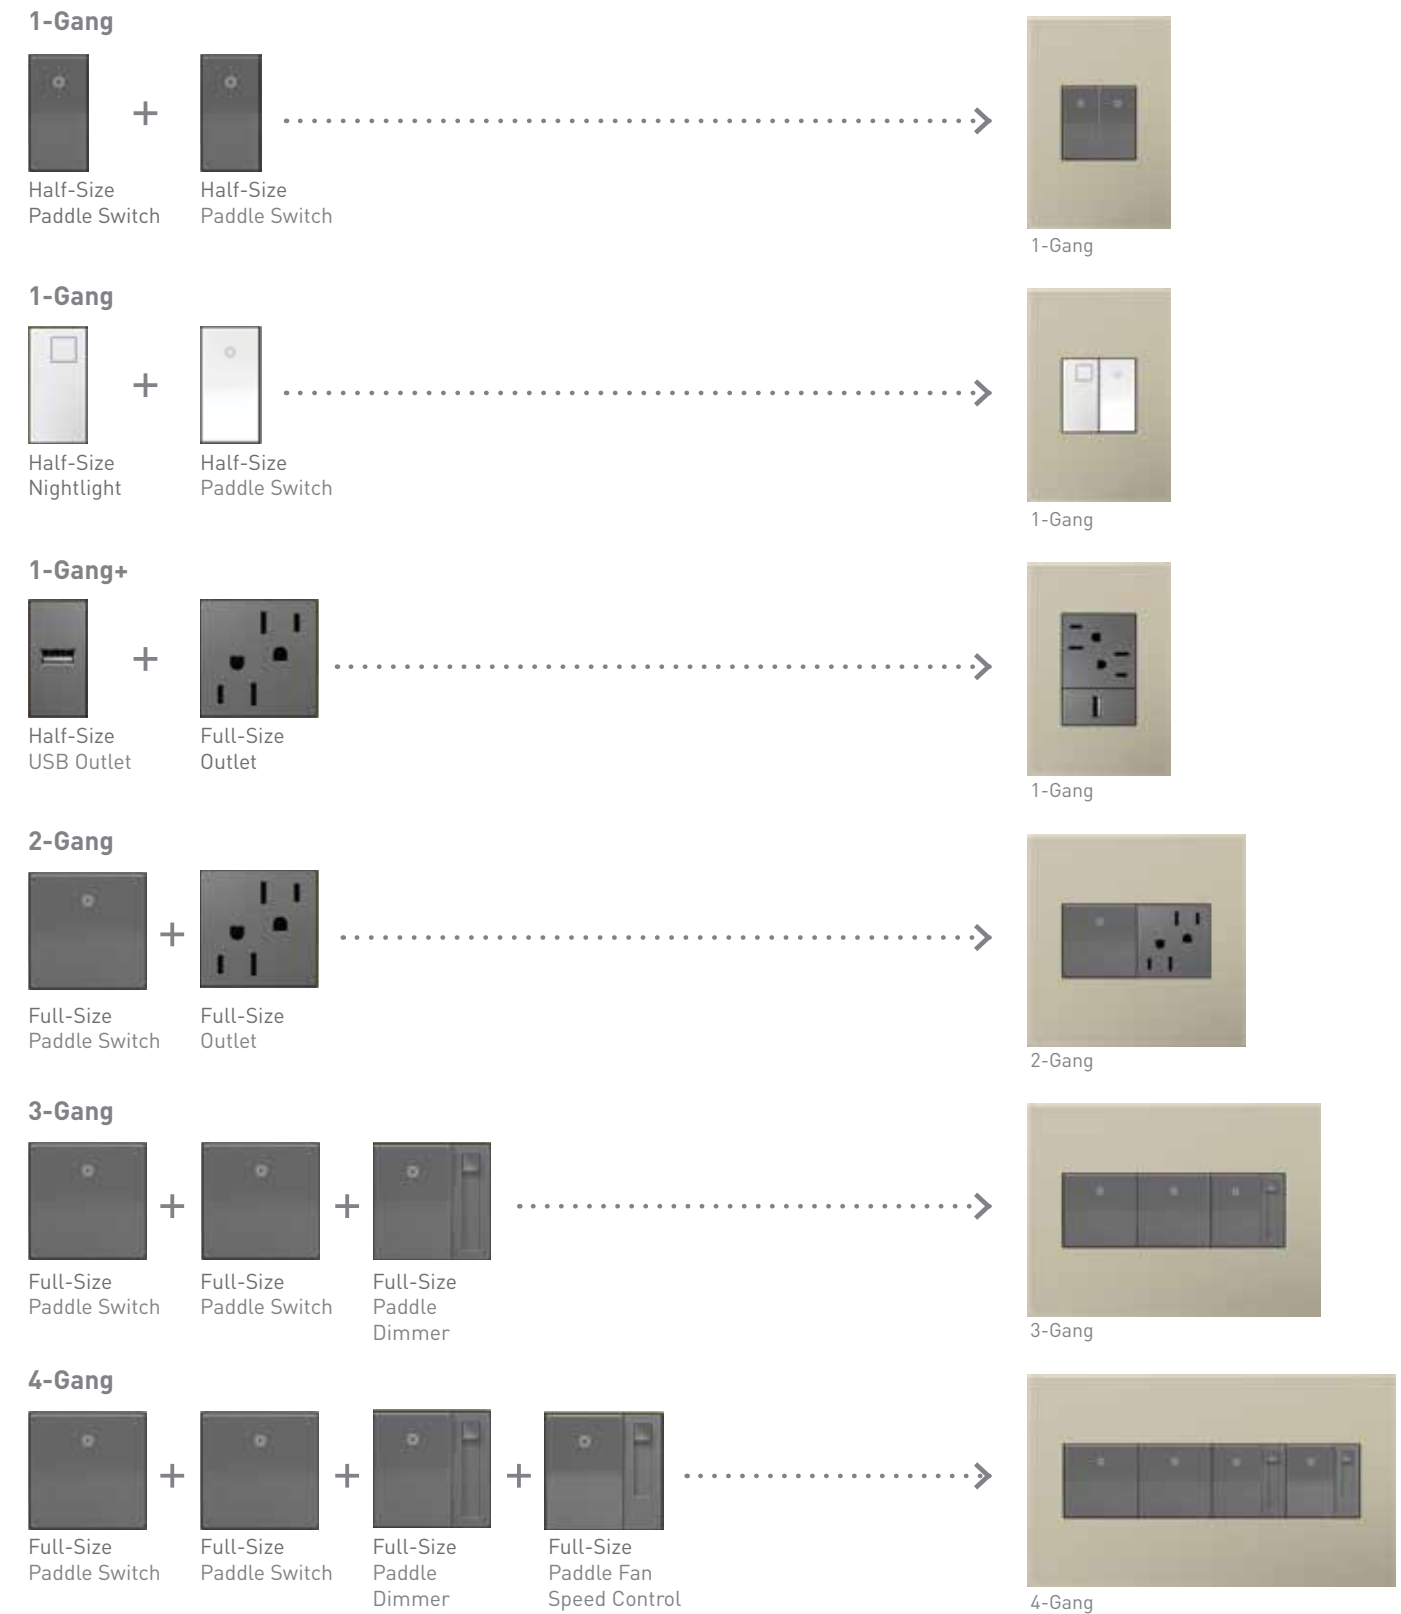 1-Gang
+
Half-Size
Paddle Switch
Half-Size
Paddle Switch
1-Gang
1-Gang
+
Half-Size
Nightlight
Half-Size
Paddle Switch
1-Gang
1-Gang+
+
Half-Size
USB Outlet
Full-Size
Outlet
1-Gang
2-Gang
+
Full-Size
Paddle Switch
Full-Size
Outlet
2-Gang
3-Gang
+
+
Full-Size
Paddle Switch
Full-Size
Paddle Switch
Full-Size
Paddle
Dimmer
3-Gang
4-Gang
+
+
+
Full-Size
Paddle Switch
Full-Size
Paddle Switch
Full-Size
Paddle
Dimmer
Full-Size
Paddle Fan
Speed Control
4-Gang